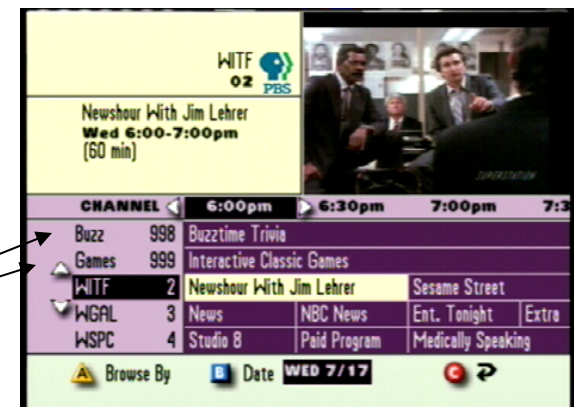 WITF
02
PBS
Newshour With Jim Lehrer
Wed 6:00-7:00pm
(60 min)
SUPERSTATION
CHANNEL 6:00pm 6:30pm 7:00pm 7:3
Buzz 998 Buzztime Trivia
Games 999 Interactive Classic Games
WITF 2 Newshour With Jim Lehrer Sesame Street
WGAL 3 News NBC News Ent. Tonight Extra
WSPC 4 Studio 8 Paid Program Medically Speaking
A Browse By B Date WED 7/17 C